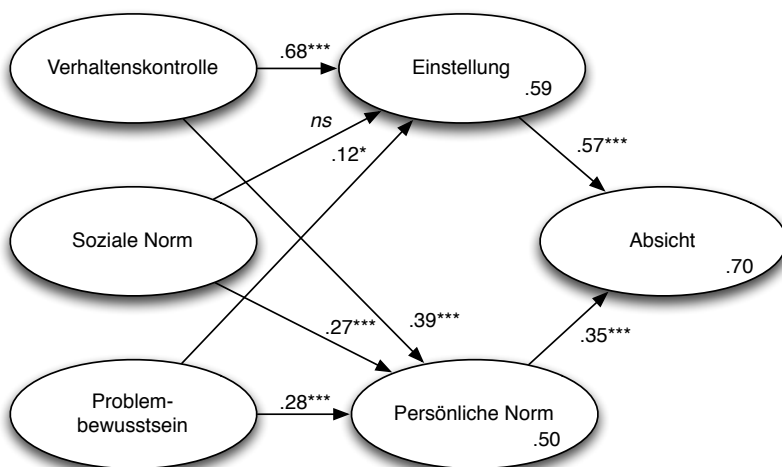 Verhaltenskontrolle
.68***
Einstellung
.59
ns
.12*
.57***
Soziale Norm
Absicht
.70
.27***
.39***
.35***
Problem-
bewusstsein
.28***
Persönliche Norm
.50